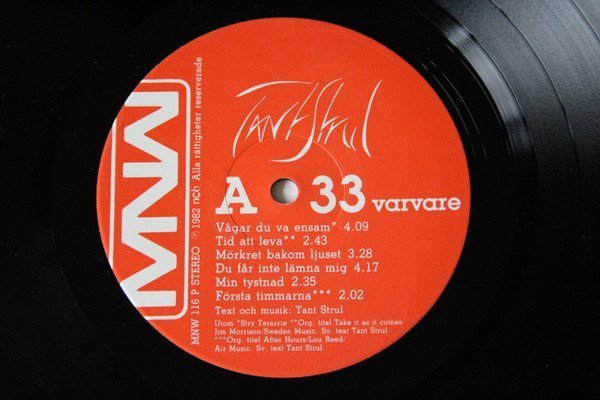 Tant Strul
A 33 varvare
Vågar du va ensam* 4.09
Tid att leva** 2.43
Mörkret bakom ljuset 3.28
Du får inte lämna mig 4.17
Min tystnad 2.35
Första timmarna*** 2.02
Text och musik: Tant Strul
Utom *Stry Terrarie **Org. titel Take it as it comes/
Jim Morrison/Sweden Music. Sv. text Tant Strul
***Org. titel After Hours/Lou Reed/
Air Music. Sv. text Tant Strul
MNW
MNW 116 P STEREO ℗ 1982 ncb Alla rättigheter reserverade